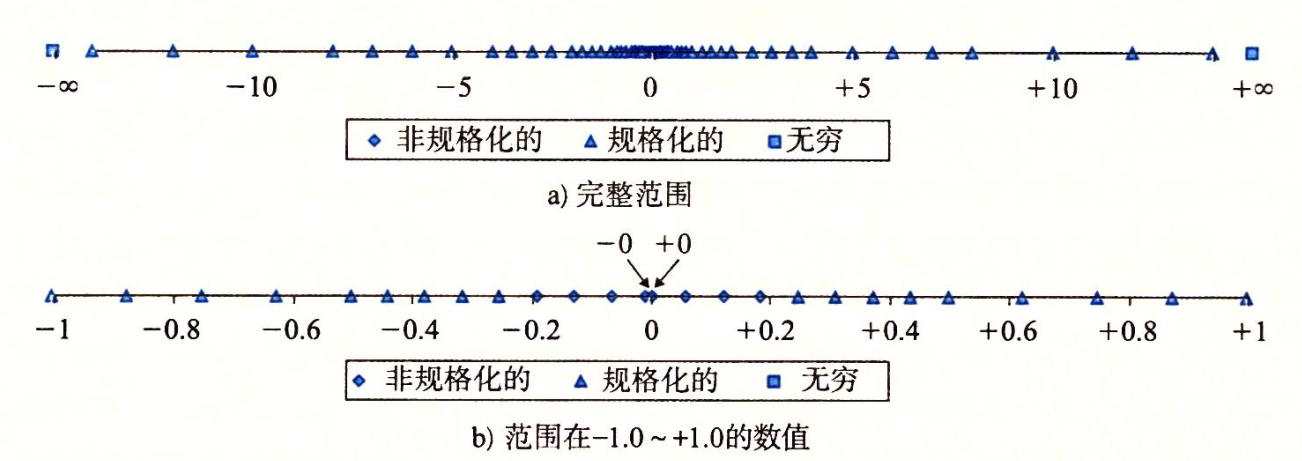 −∞ −10 −5 0 +5 +10 +∞
非规格化的 规格化的 无穷
a) 完整范围
−0 +0
−1 −0.8 −0.6 −0.4 −0.2 0 +0.2 +0.4 +0.6 +0.8 +1
非规格化的 规格化的 无穷
b) 范围在−1.0 ~ +1.0的数值